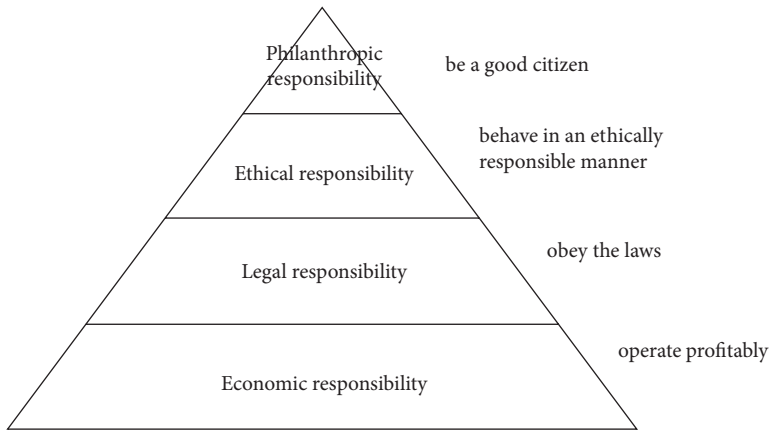 Philanthropic
responsibility
be a good citizen
behave in an ethically
responsible manner
Ethical responsibility
obey the laws
Legal responsibility
operate profitably
Economic responsibility